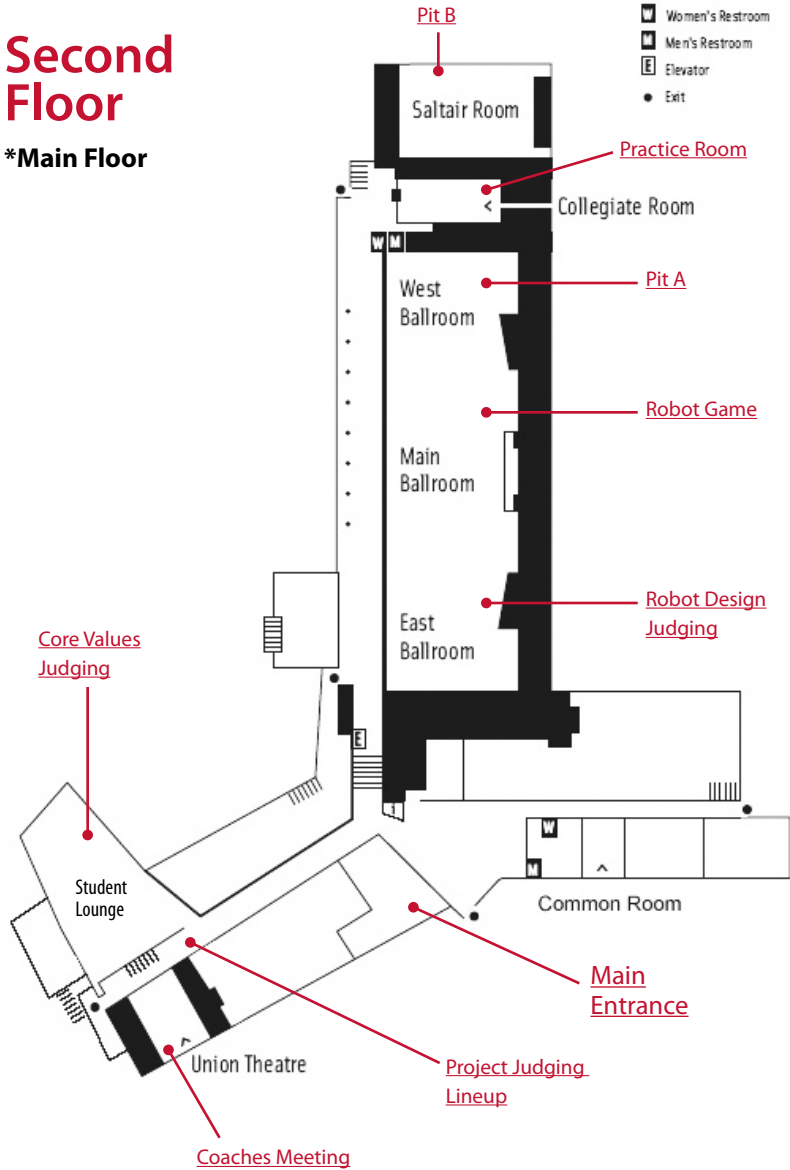 Second
Floor
*Main Floor
Pit B
W Women's Restroom
M Men's Restroom
E Elevator
Exit
Saltair Room
Practice Room
Collegiate Room
W M
West
Ballroom
Pit A
Robot Game
Main
Ballroom
Robot Design
Judging
East
Ballroom
Core Values
Judging
E
i
Student
Lounge
W
M
Common Room
Main
Entrance
Union Theatre
Project Judging
Lineup
Coaches Meeting